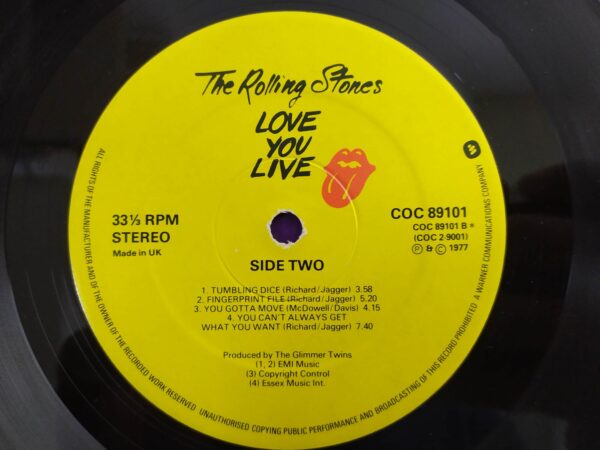 The Rolling Stones
LOVE
YOU
LIVE
33⅓ RPM
STEREO
Made in UK
COC 89101
COC 89101 B*
(COC 2-9001)
℗ & © 1977
SIDE TWO
1. TUMBLING DICE (Richard/Jagger) 3.58
2. FINGERPRINT FILE (Richard/Jagger) 5.20
3. YOU GOTTA MOVE (McDowell/Davis) 4.15
4. YOU CAN'T ALWAYS GET
WHAT YOU WANT (Richard/Jagger) 7.40
Produced by The Glimmer Twins
(1, 2) EMI Music
(3) Copyright Control
(4) Essex Music Int.
ALL RIGHTS OF THE MANUFACTURER AND OF THE OWNER OF THE RECORDED WORK RESERVED UNAUTHORISED COPYING PUBLIC PERFORMANCE AND BROADCASTING OF THIS RECORD PROHIBITED A WARNER COMMUNICATIONS COMPANY